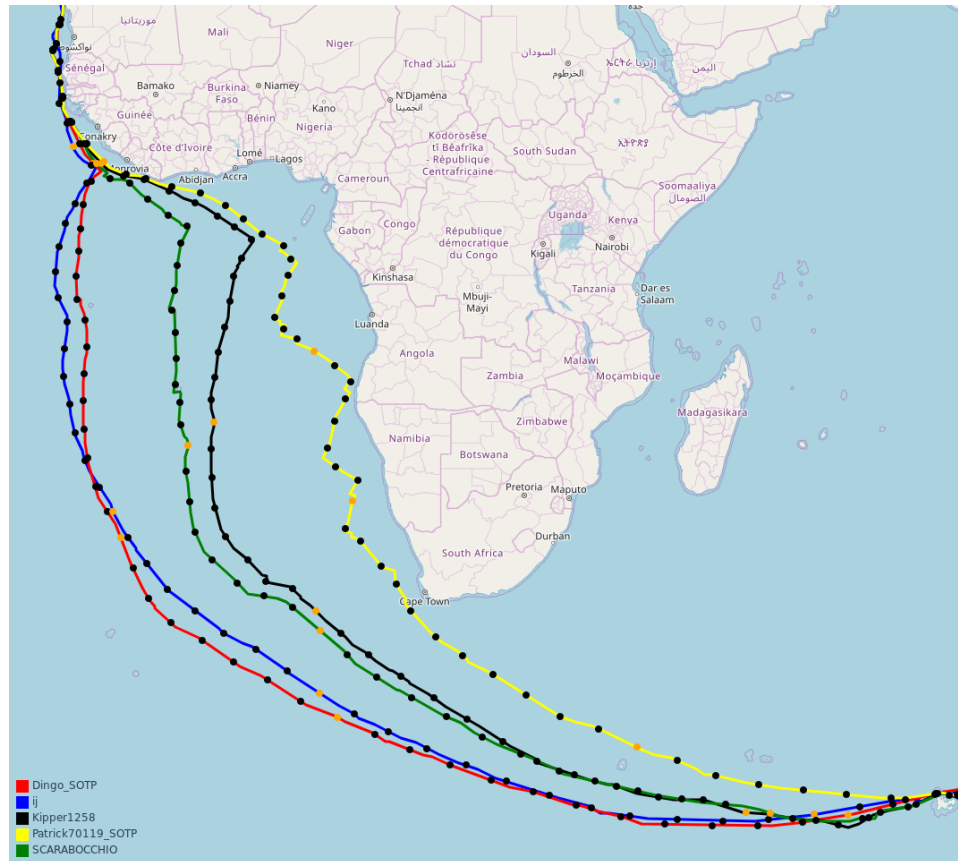 جدة
موريتانيا
نواكشوط
Mali
Niger
Tchad تشاد
السودان
الخرطوم
ኤርትራ إرتريا
اليمن
Sénégal
Bamako
Burkina
Faso
Niamey
N'Djaména
انجمينا
Kano
Guinée
Bénin
Nigeria
Conakry
Côte d'Ivoire
Lomé
Lagos
Monrovia
Abidjan
Accra
Ködörösêse
tî Bêafrîka
- République
Centrafricaine
South Sudan
ኢትዮጵያ
Cameroun
Soomaaliya
الصومال
Gabon
Congo
République
démocratique
du Congo
Uganda
Kenya
Kigali
Nairobi
Kinshasa
Mbuji-
Mayi
Tanzania
Dar es
Salaam
Luanda
Angola
Zambia
Malawi
Moçambique
Zimbabwe
Madagasikara
Namibia
Botswana
Pretoria
Maputo
Durban
South Africa
Cape Town
Dingo_SOTP
ij
Kipper1258
Patrick70119_SOTP
SCARABOCCHIO